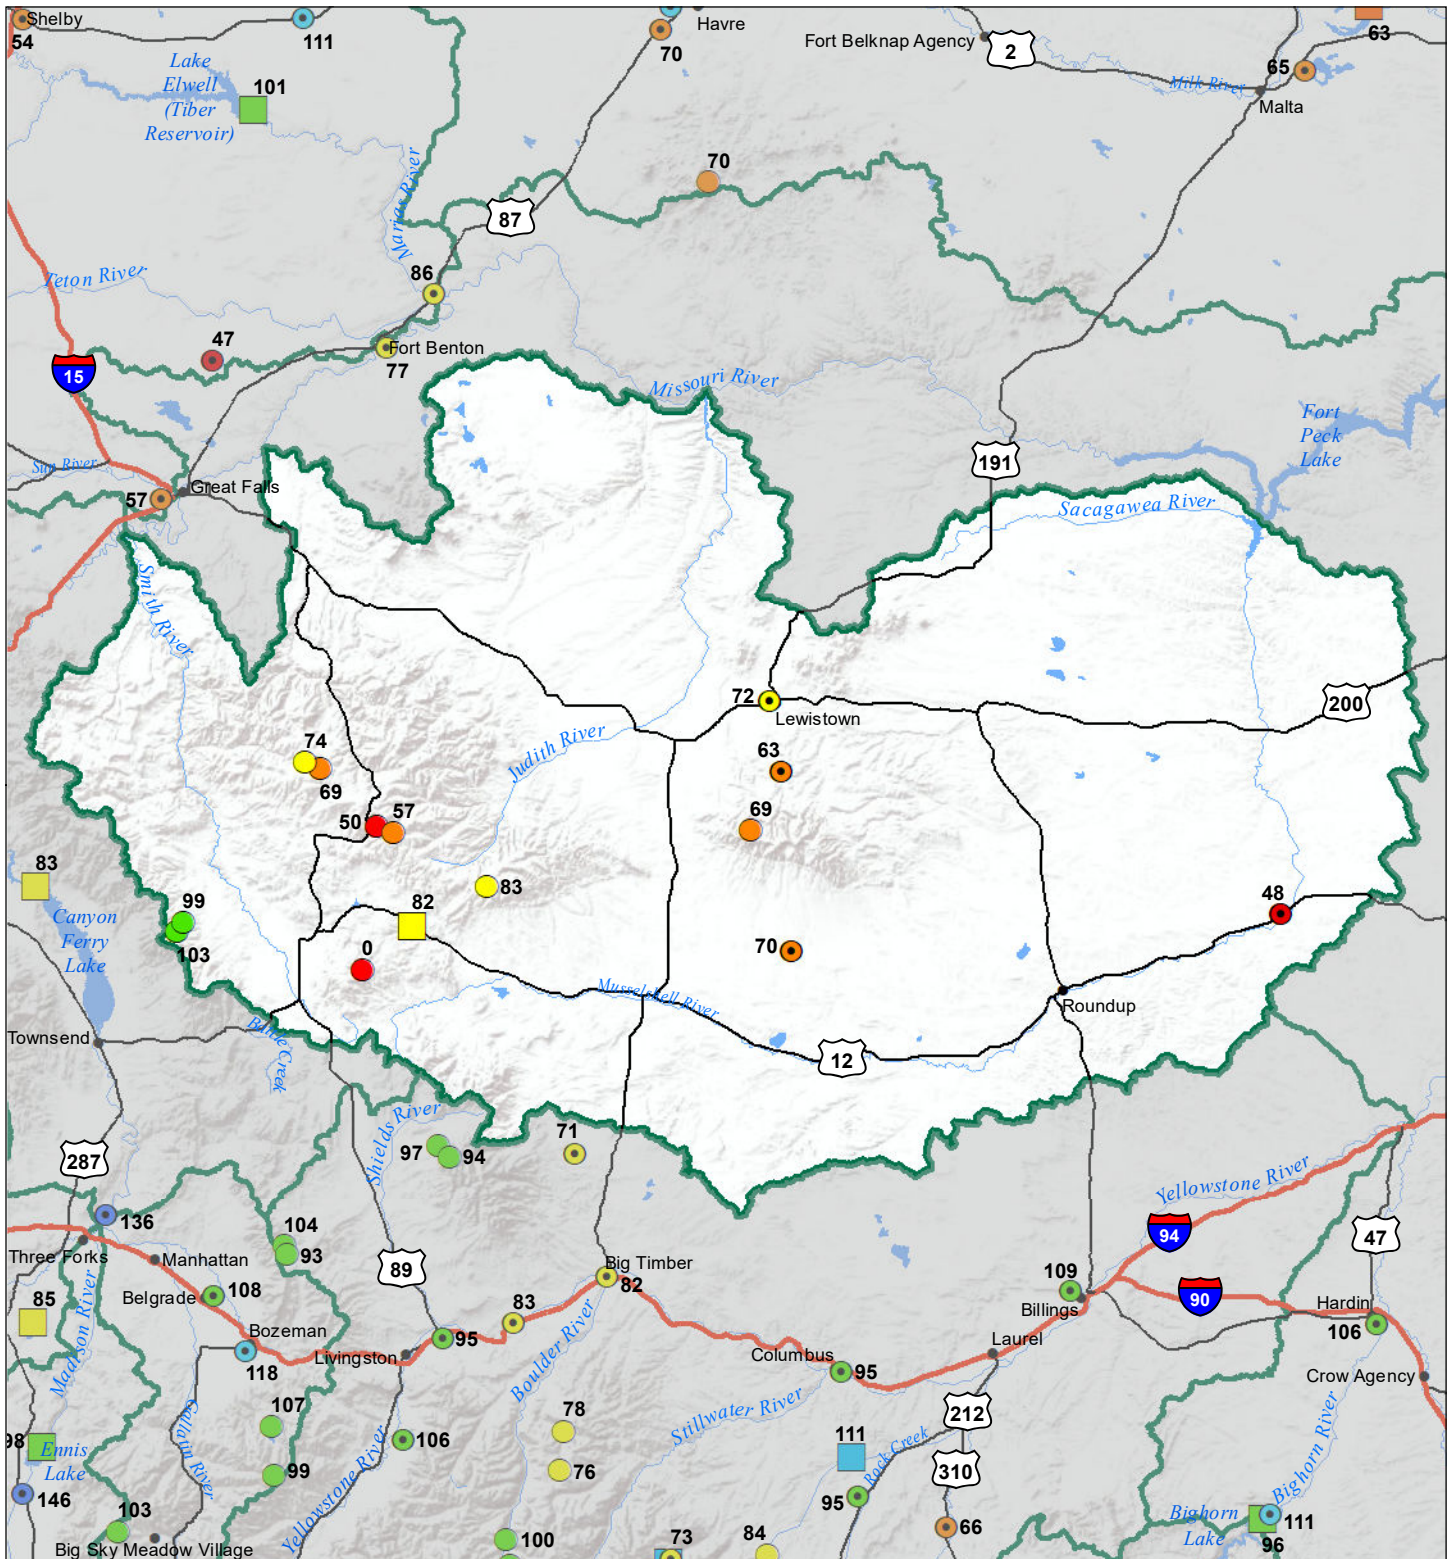 Shelby
54
111
Havre
70
Fort Belknap Agency
2
63
65
Milk River
Malta
Lake
Elwell
(Tiber
Reservoir)
101
Marias River
70
87
Teton River
86
47
Fort Benton
77
15
Missouri River
Fort
Peck
Lake
191
Sun River
Great Falls
57
Sacagawea River
Smith River
72
Lewistown
200
Judith River
74
69
63
50
57
69
83
Canyon
Ferry
Lake
99
103
82
83
0
48
70
Musselshell River
Roundup
Townsend
Battle Creek
12
Shields River
287
97
94
71
Yellowstone River
136
104
93
Three Forks
Manhattan
89
Big Timber
82
94
47
109
Billings
90
Hardin
106
85
Belgrade
108
Madison River
Bozeman
118
Livingston
95
83
Boulder River
Columbus
95
Laurel
Crow Agency
107
78
Stillwater River
212
98
Ennis
Lake
Gallatin River
106
76
111
Rock Creek
310
99
146
Yellowstone River
95
66
Bighorn River
103
Big Sky Meadow Village
100
73
84
Bighorn
Lake
111
96